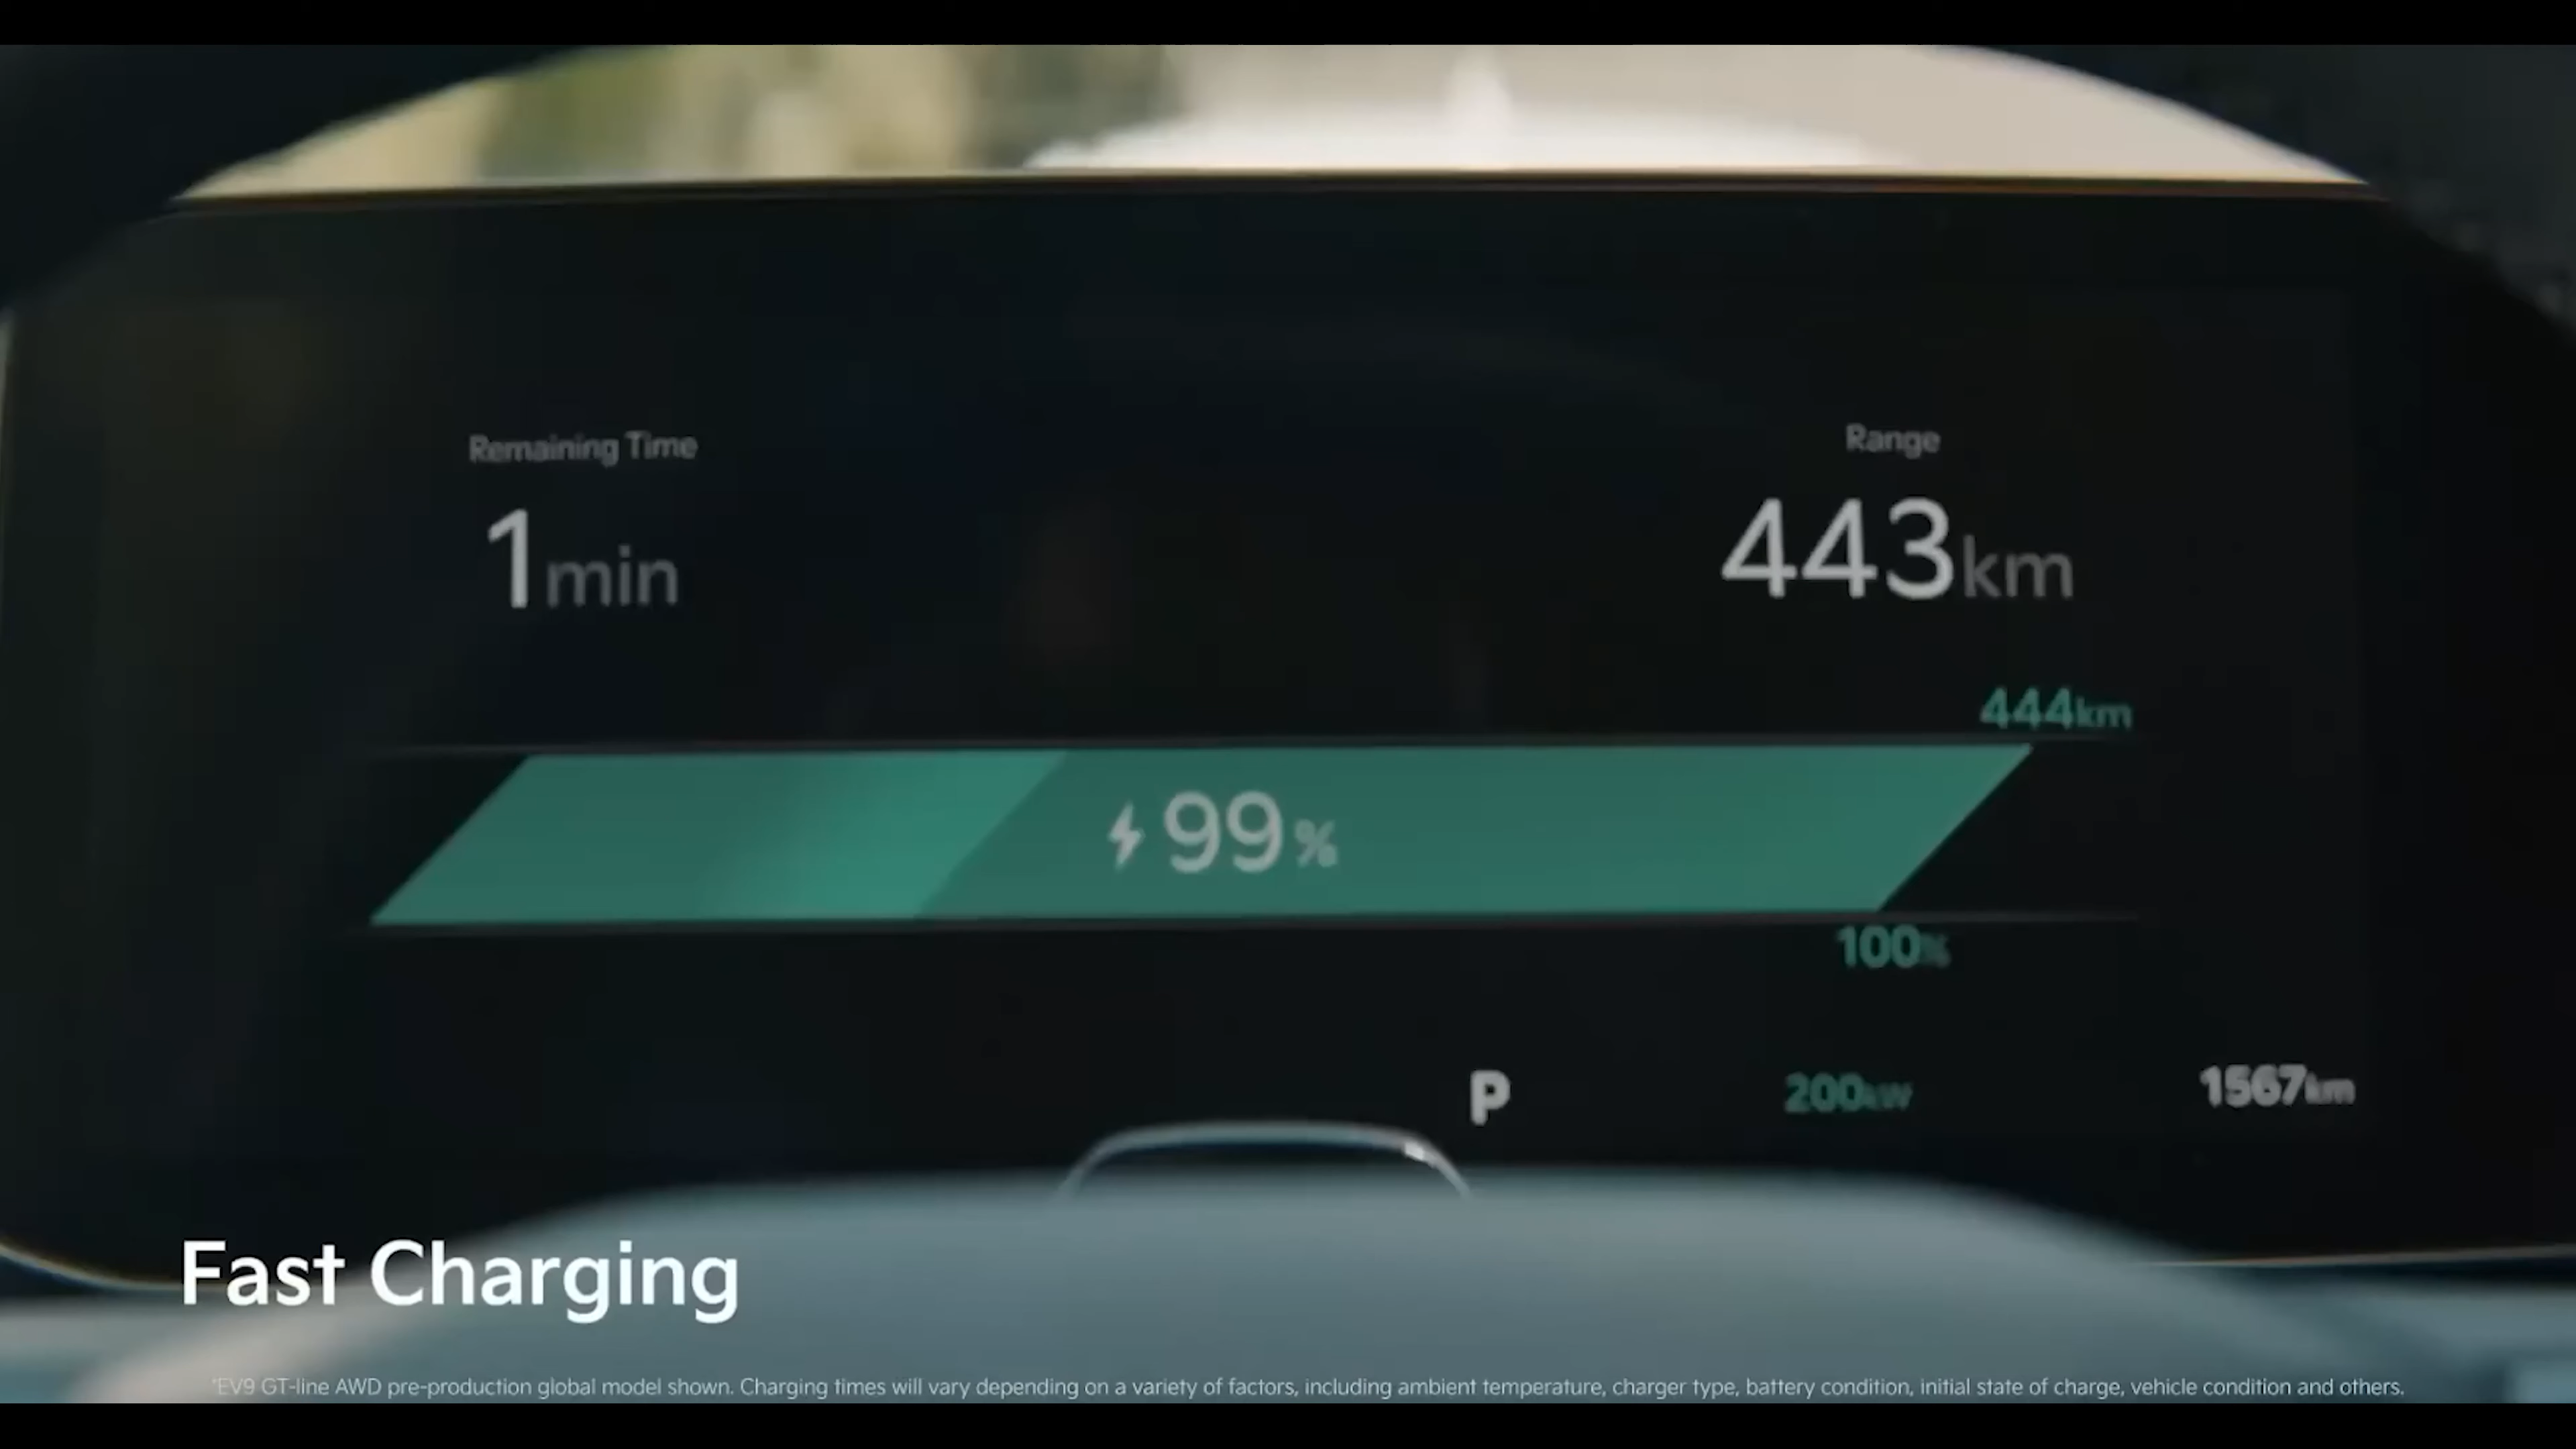 Remaining Time
1min
Range
443km
444km
99%
100%
P
200kW
1567km
Fast Charging
*EV9 GT-line AWD pre-production global model shown. Charging times will vary depending on a variety of factors, including ambient temperature, charger type, battery condition, initial state of charge, vehicle condition and others.